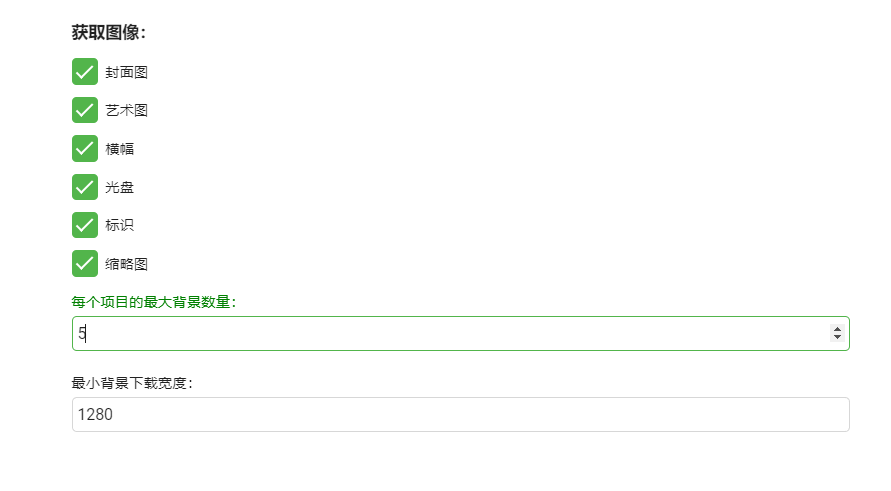 获取图像：
封面图
艺术图
横幅
光盘
标识
缩略图
每个项目的最大背景数量：
5
最小背景下载宽度：
1280